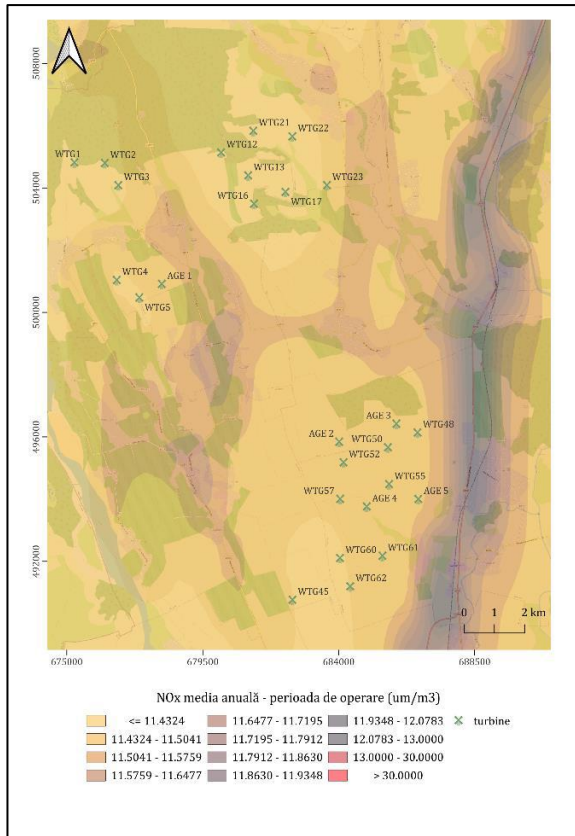 508000
504000
500000
496000
492000
WTG21
WTG22
WTG12
WTG1
WTG2
WTG13
WTG3
WTG23
WTG16
WTG17
WTG4
AGE 1
WTG5
AGE 3
WTG48
AGE 2
WTG50
WTG52
WTG55
WTG57
AGE 4
AGE 5
WTG60
WTG61
WTG62
WTG45
0 1 2 km
675000 679500 684000 688500
NOx media anuală - perioada de operare (um/m3)
<= 11.4324 11.6477 - 11.7195 11.9348 - 12.0783 turbine
11.4324 - 11.5041 11.7195 - 11.7912 12.0783 - 13.0000
11.5041 - 11.5759 11.7912 - 11.8630 13.0000 - 30.0000
11.5759 - 11.6477 11.8630 - 11.9348 > 30.0000